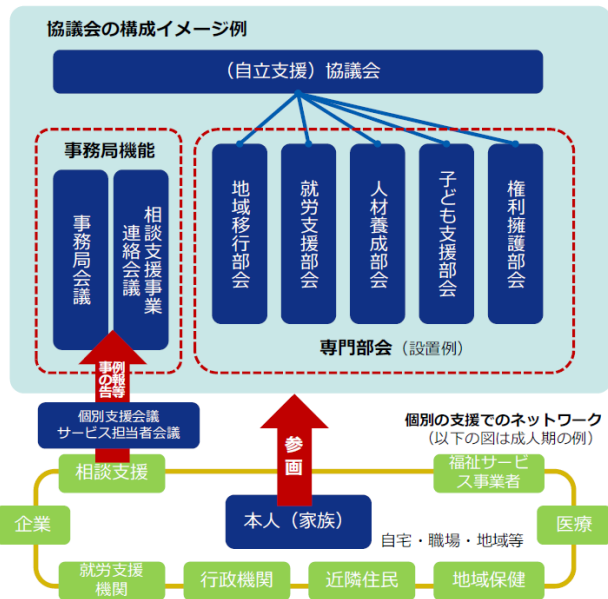 協議会の構成イメージ例
（自立支援）協議会
事務局機能
事務局会議
相談支援事業
連絡会議
地域移行部会
就労支援部会
人材養成部会
子ども支援部会
権利擁護部会
専門部会（設置例）
事例の報告等
個別支援会議
サービス担当者会議
参画
個別の支援でのネットワーク
（以下の図は成人期の例）
相談支援
福祉サービ
ス事業者
企業
本人（家族）
医療
自宅・職場・地域等
就労支援
機関
行政機関
近隣住民
地域保健